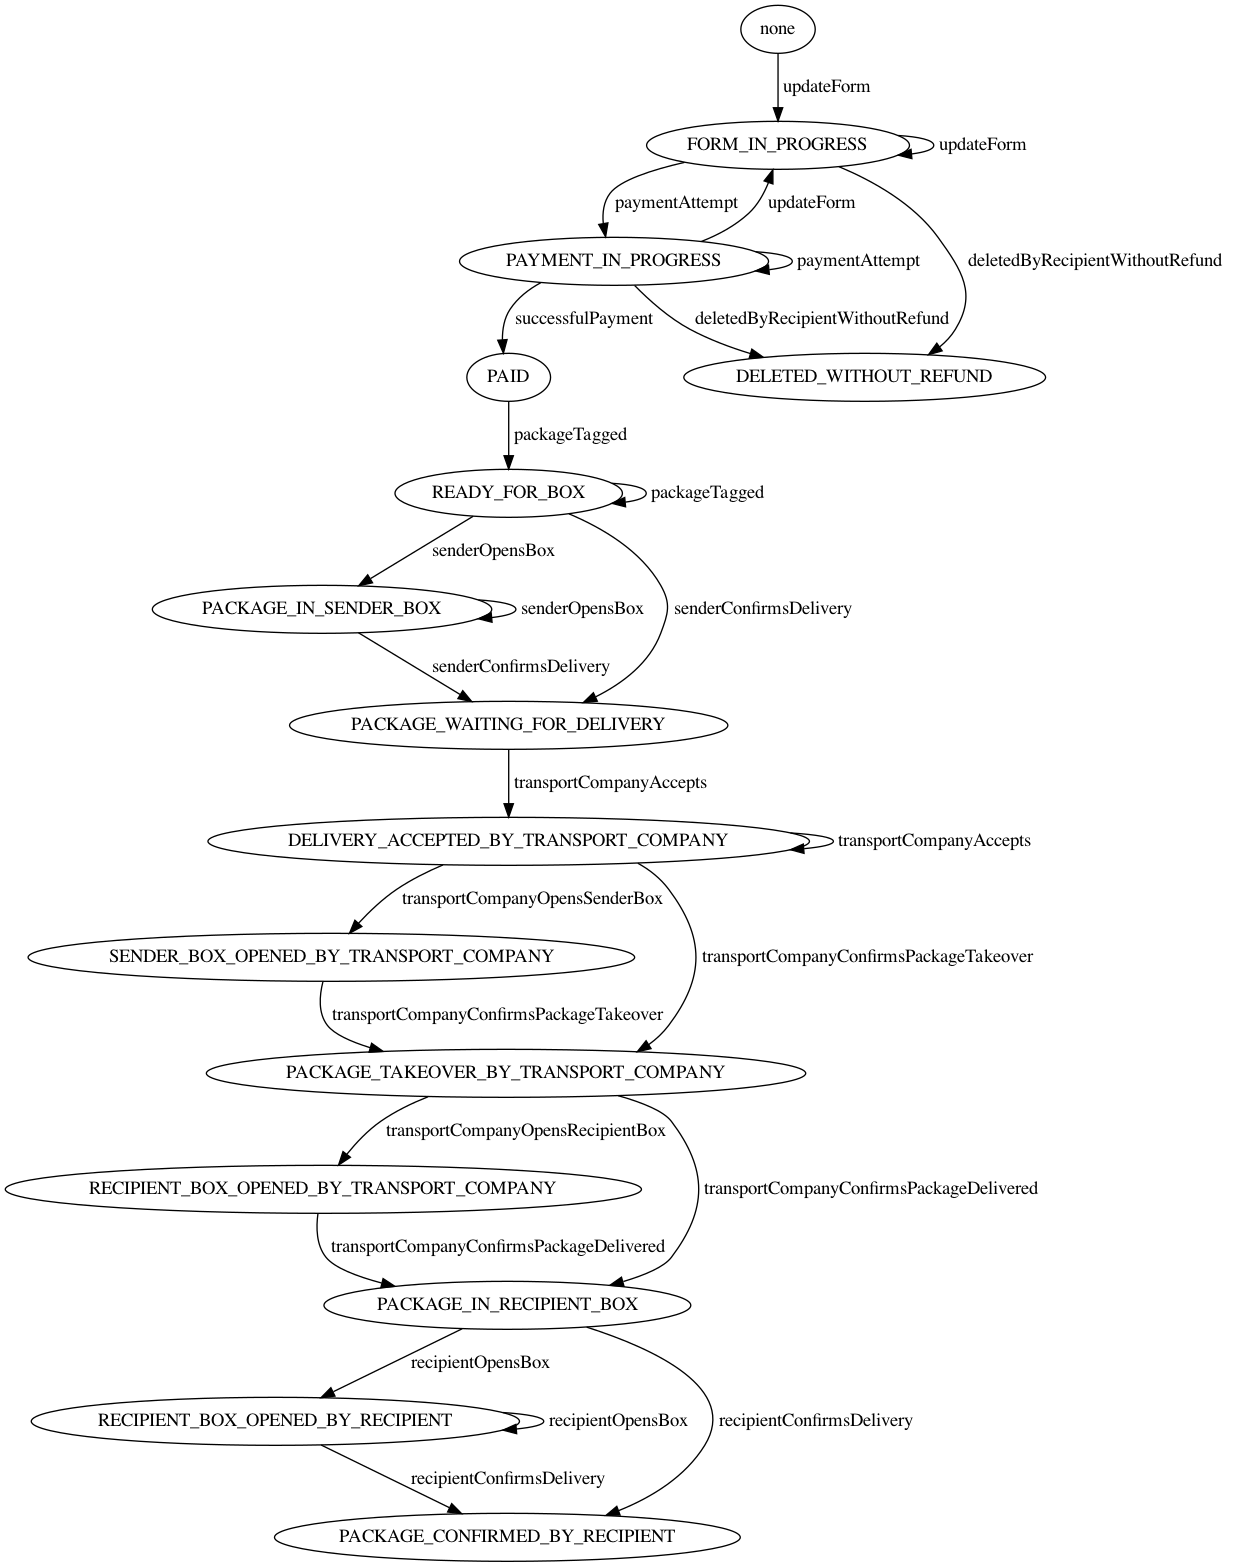 none
updateForm
FORM_IN_PROGRESS
updateForm
paymentAttempt
updateForm
PAYMENT_IN_PROGRESS
paymentAttempt
deletedByRecipientWithoutRefund
successfulPayment
deletedByRecipientWithoutRefund
PAID
DELETED_WITHOUT_REFUND
packageTagged
READY_FOR_BOX
packageTagged
senderOpensBox
PACKAGE_IN_SENDER_BOX
senderOpensBox
senderConfirmsDelivery
senderConfirmsDelivery
PACKAGE_WAITING_FOR_DELIVERY
transportCompanyAccepts
DELIVERY_ACCEPTED_BY_TRANSPORT_COMPANY
transportCompanyAccepts
transportCompanyOpensSenderBox
SENDER_BOX_OPENED_BY_TRANSPORT_COMPANY
transportCompanyConfirmsPackageTakeover
transportCompanyConfirmsPackageTakeover
PACKAGE_TAKEOVER_BY_TRANSPORT_COMPANY
transportCompanyOpensRecipientBox
RECIPIENT_BOX_OPENED_BY_TRANSPORT_COMPANY
transportCompanyConfirmsPackageDelivered
transportCompanyConfirmsPackageDelivered
PACKAGE_IN_RECIPIENT_BOX
recipientOpensBox
RECIPIENT_BOX_OPENED_BY_RECIPIENT
recipientOpensBox
recipientConfirmsDelivery
recipientConfirmsDelivery
PACKAGE_CONFIRMED_BY_RECIPIENT